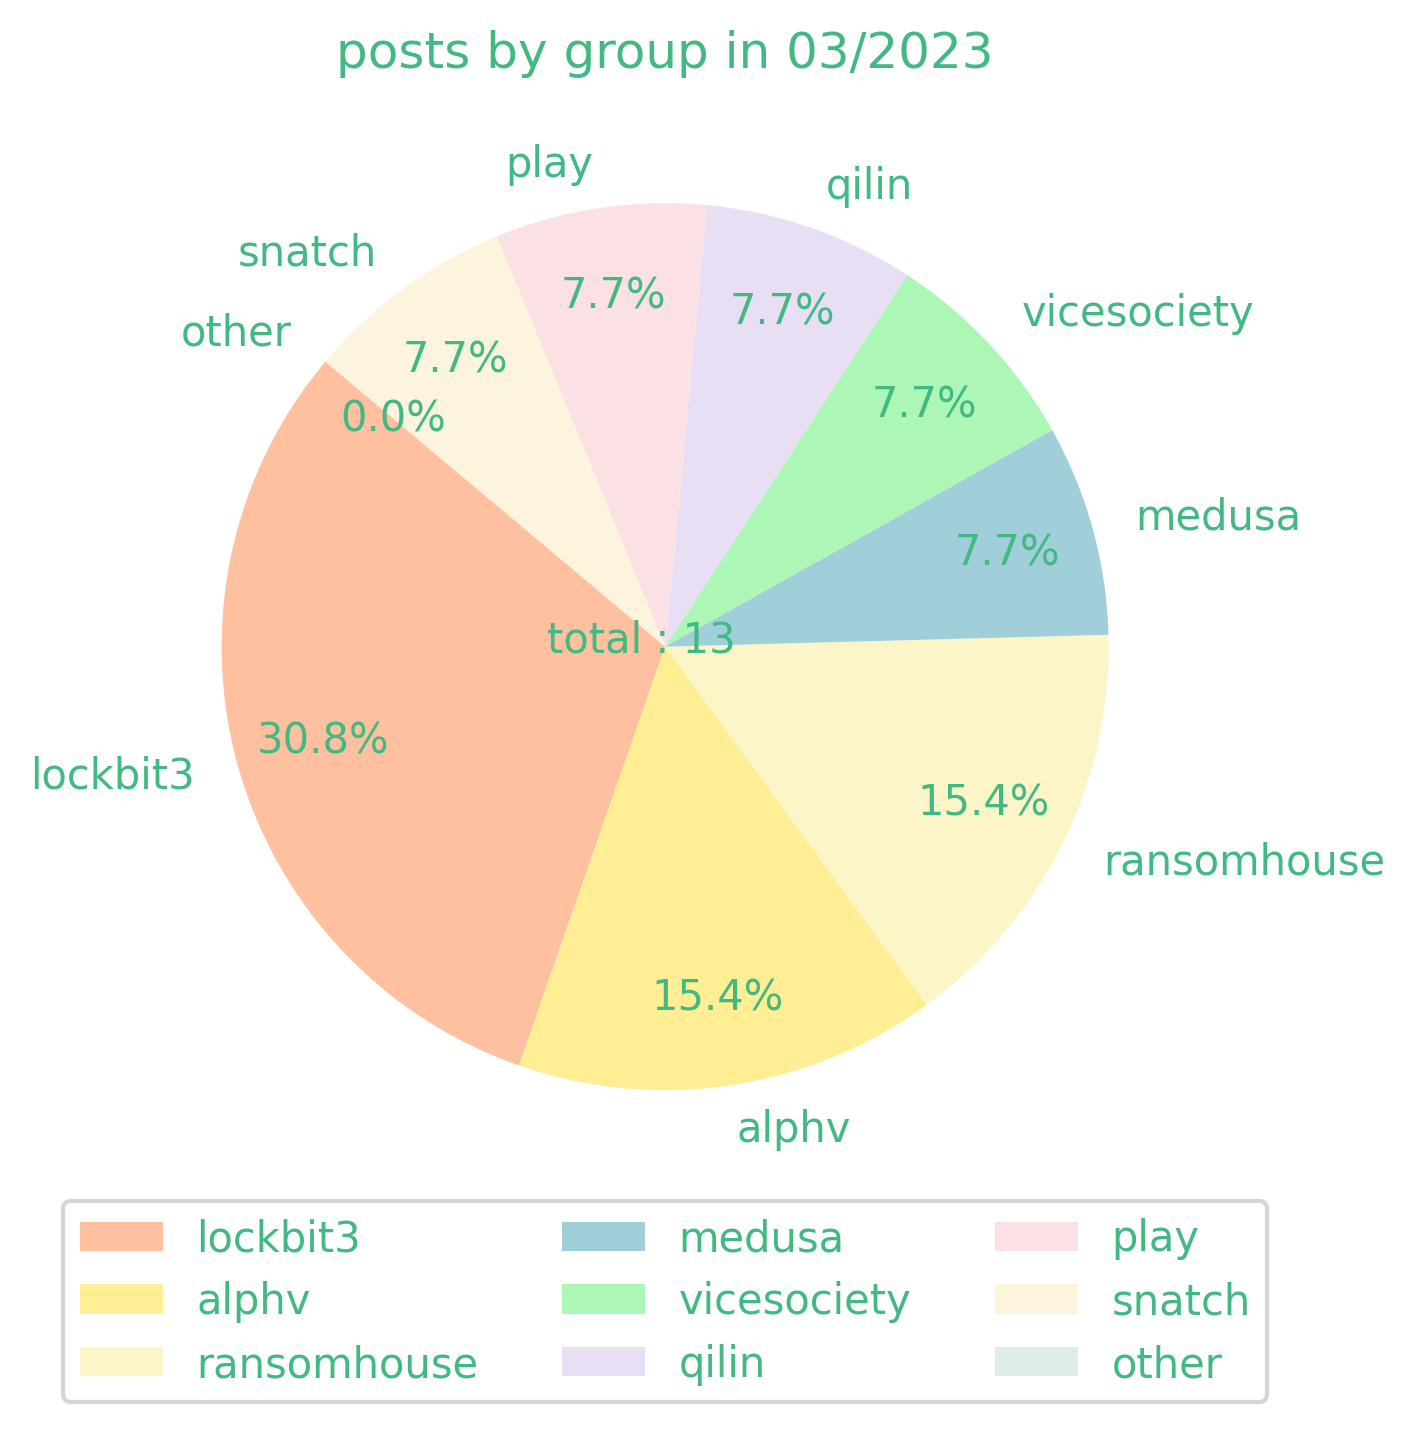 posts by group in 03/2023
play
qilin
snatch
vicesociety
other
7.7%
7.7%
7.7%
7.7%
0.0%
medusa
7.7%
total : 13
30.8%
lockbit3
15.4%
ransomhouse
15.4%
alphv
lockbit3
alphv
ransomhouse
medusa
vicesociety
qilin
play
snatch
other